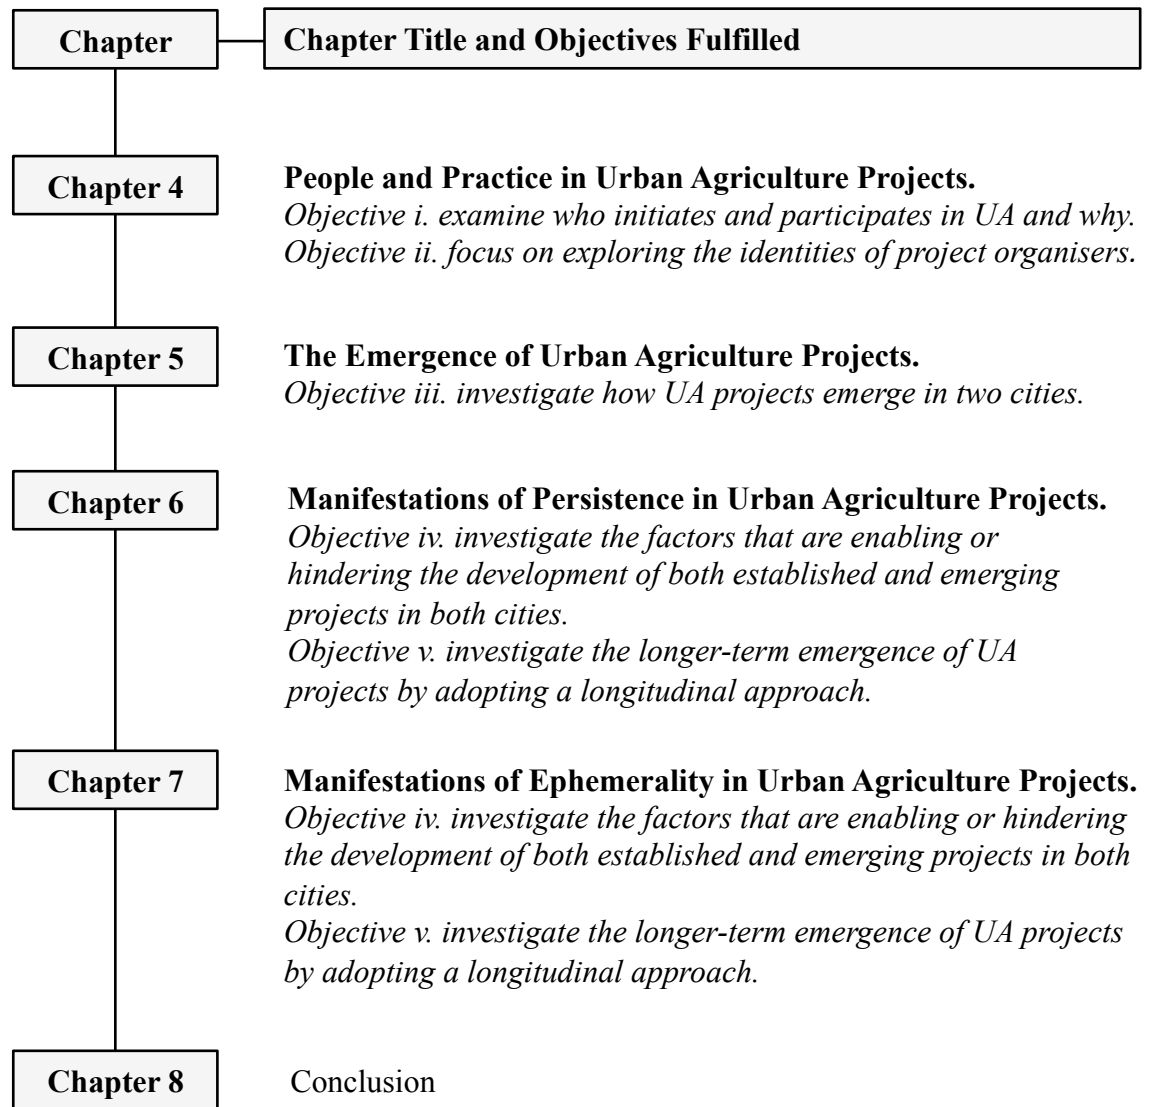 Chapter
Chapter Title and Objectives Fulfilled
Chapter 4
People and Practice in Urban Agriculture Projects.
Objective i. examine who initiates and participates in UA and why.
Objective ii. focus on exploring the identities of project organisers.
Chapter 5
The Emergence of Urban Agriculture Projects.
Objective iii. investigate how UA projects emerge in two cities.
Chapter 6
Manifestations of Persistence in Urban Agriculture Projects.
Objective iv. investigate the factors that are enabling or
hindering the development of both established and emerging
projects in both cities.
Objective v. investigate the longer-term emergence of UA
projects by adopting a longitudinal approach.
Chapter 7
Manifestations of Ephemerality in Urban Agriculture Projects.
Objective iv. investigate the factors that are enabling or hindering
the development of both established and emerging projects in both
cities.
Objective v. investigate the longer-term emergence of UA projects
by adopting a longitudinal approach.
Chapter 8
Conclusion